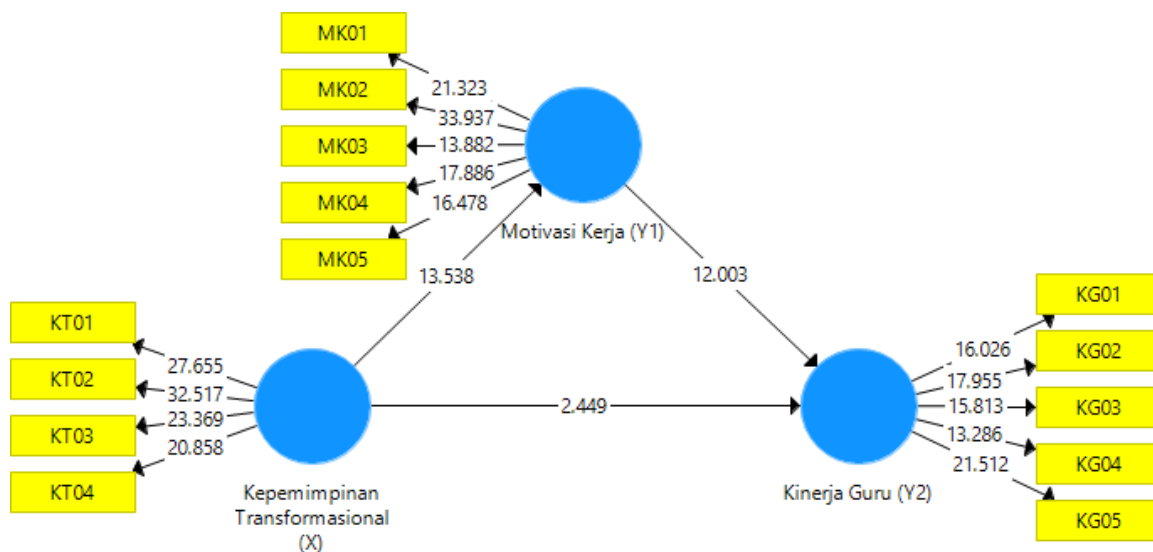 MK01
MK02
MK03
MK04
MK05
21.323
33.937
13.882
17.886
16.478
Motivasi Kerja (Y1)
13.538
12.003
KT01
KT02
KT03
KT04
27.655
32.517
23.369
20.858
Kepemimpinan
Transformasional
(X)
2.449
Kinerja Guru (Y2)
16.026
17.955
15.813
13.286
21.512
KG01
KG02
KG03
KG04
KG05